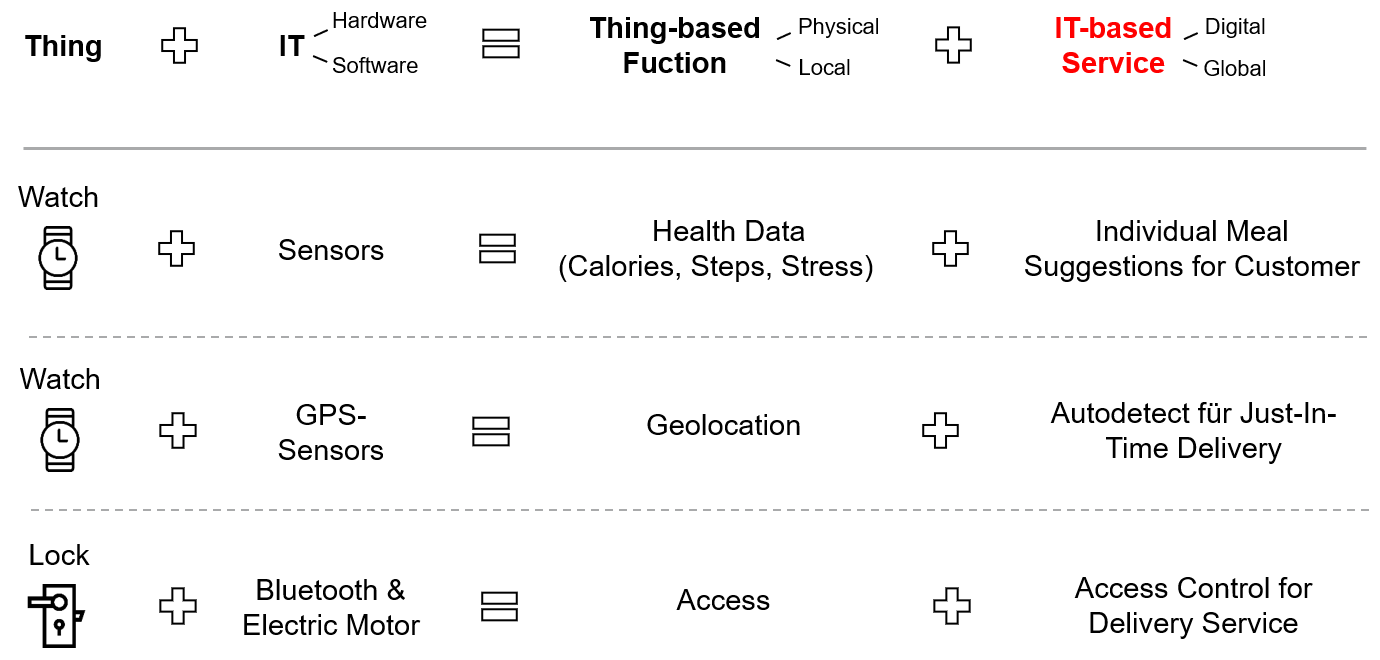 Thing
IT
Hardware
Software
Thing-based
Fuction
Physical
Local
IT-based
Service
Digital
Global
Watch
Sensors
Health Data
(Calories, Steps, Stress)
Individual Meal
Suggestions for Customer
Watch
GPS-
Sensors
Geolocation
Autodetect für Just-In-
Time Delivery
Lock
Bluetooth &
Electric Motor
Access
Access Control for
Delivery Service